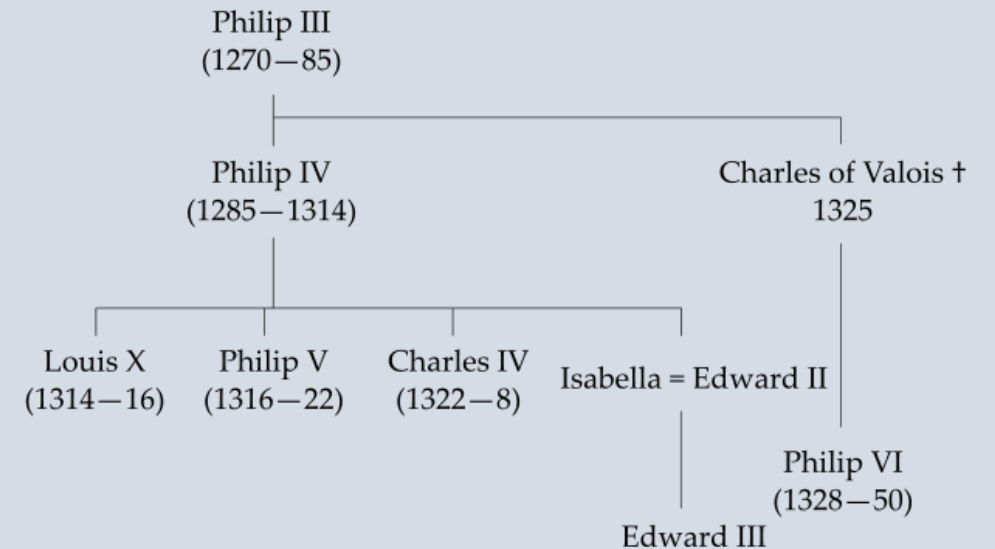 Philip III
(1270—85)
Philip IV
(1285—1314)
Charles of Valois †
1325
Louis X
(1314—16)
Philip V
(1316—22)
Charles IV
(1322—8)
Isabella = Edward II
Philip VI
(1328—50)
Edward III